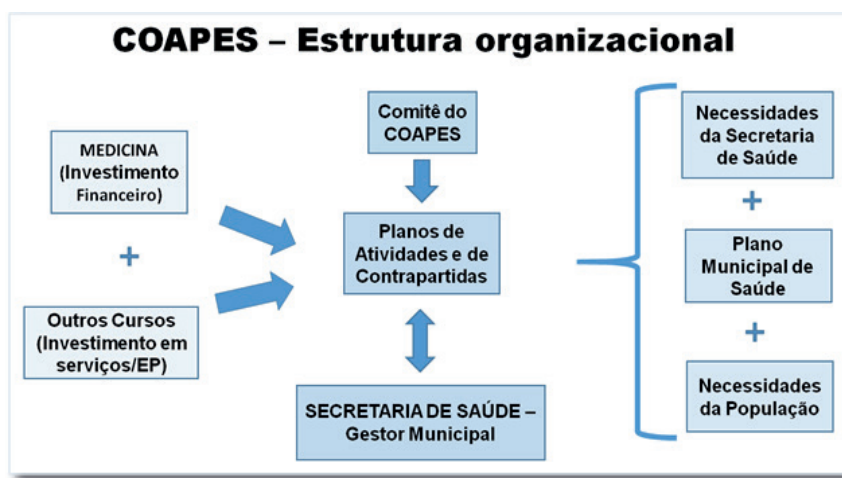 COAPES – Estrutura organizacional
MEDICINA
(Investimento
Financeiro)
+
Outros Cursos
(Investimento em
serviços/EP)
Comitê do
COAPES
Planos de
Atividades e de
Contrapartidas
SECRETARIA DE SAÚDE –
Gestor Municipal
Necessidades
da Secretaria
de Saúde
+
Plano
Municipal de
Saúde
+
Necessidades
da População